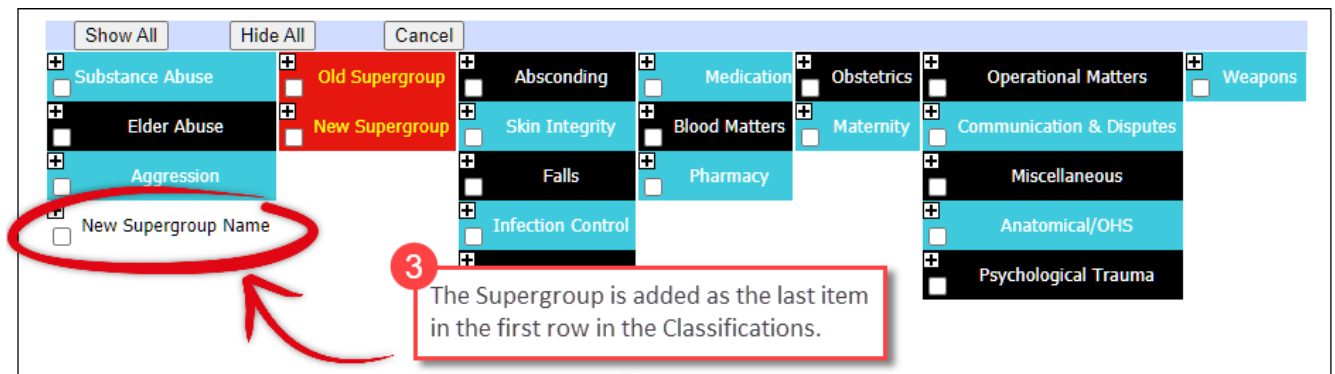 Show All Hide All Cancel
Substance Abuse Old Supergroup Absconding Medication Obstetrics Operational Matters Weapons
Elder Abuse New Supergroup Skin Integrity Blood Matters Maternity Communication & Disputes
Aggression Falls Pharmacy Miscellaneous
New Supergroup Name Infection Control Anatomical/OHS
Psychological Trauma
3
The Supergroup is added as the last item
in the first row in the Classifications.